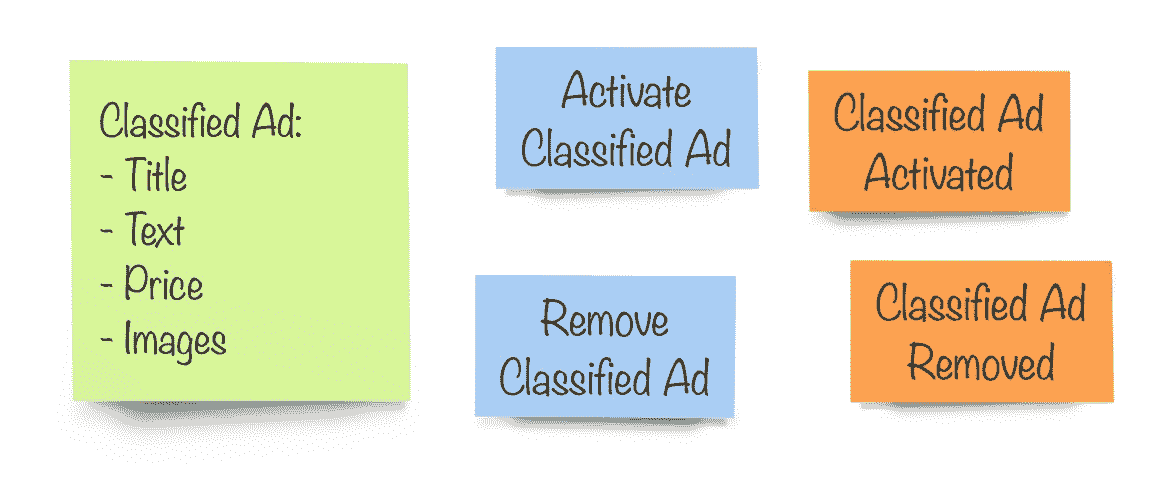 Classified Ad:
- Title
- Text
- Price
- Images
Activate
Classified Ad
Classified Ad
Activated
Remove
Classified Ad
Classified Ad
Removed